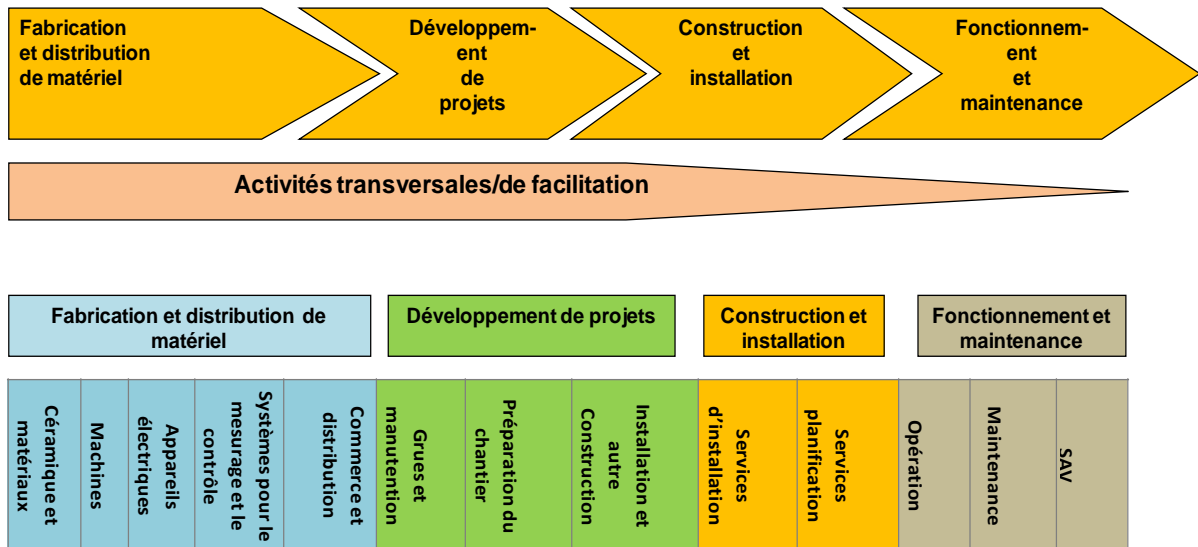 Fabrication
et distribution
de matériel
Développem-
ent
de
projets
Construction
et
installation
Fonctionnem-
ent
et
maintenance
Activités transversales/de facilitation
Fabrication et distribution de
matériel
Développement de projets
Construction et
installation
Fonctionnement et
maintenance
Céramique et
matériaux
Machines
Appareils
électriques
Systèmes pour le
mesurage et le
contrôle
Commerce et
distribution
Grues et
manutention
Préparation du
chantier
Installation et
autre
Construction
Services
d'installation
Services
planification
Opération
Maintenance
SAV